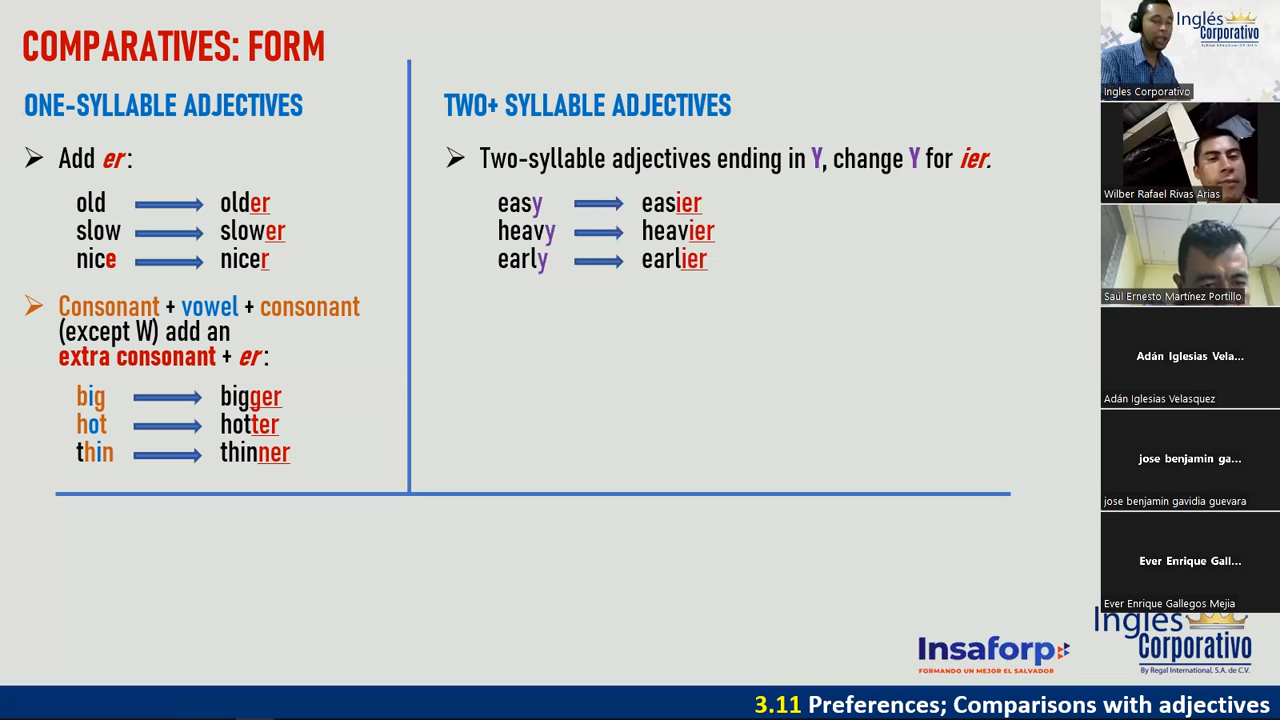 COMPARATIVES: FORM
ONE-SYLLABLE ADJECTIVES
➢ Add er:
old older
slow slower
nice nicer
➢ Consonant + vowel + consonant
(except W) add an
extra consonant + er:
big bigger
hot hotter
thin thinner
TWO+ SYLLABLE ADJECTIVES
➢ Two-syllable adjectives ending in Y, change Y for ier.
easy easier
heavy heavier
early earlier
Inglés
Corporativo
Ingles Corporativo
Wilber Rafael Rivas Arias
Saúl Ernesto Martínez Portillo
Adán Iglesias Vela...
Adán Iglesias Velasquez
jose benjamin ga...
jose benjamin gavidia guevara
Ever Enrique Gall...
Ever Enrique Gallegos Mejia
Insaforp
FORMANDO UN MEJOR EL SALVADOR
Inglés
Corporativo
By Regal International, S.A. de C.V.
3.11 Preferences; Comparisons with adjectives